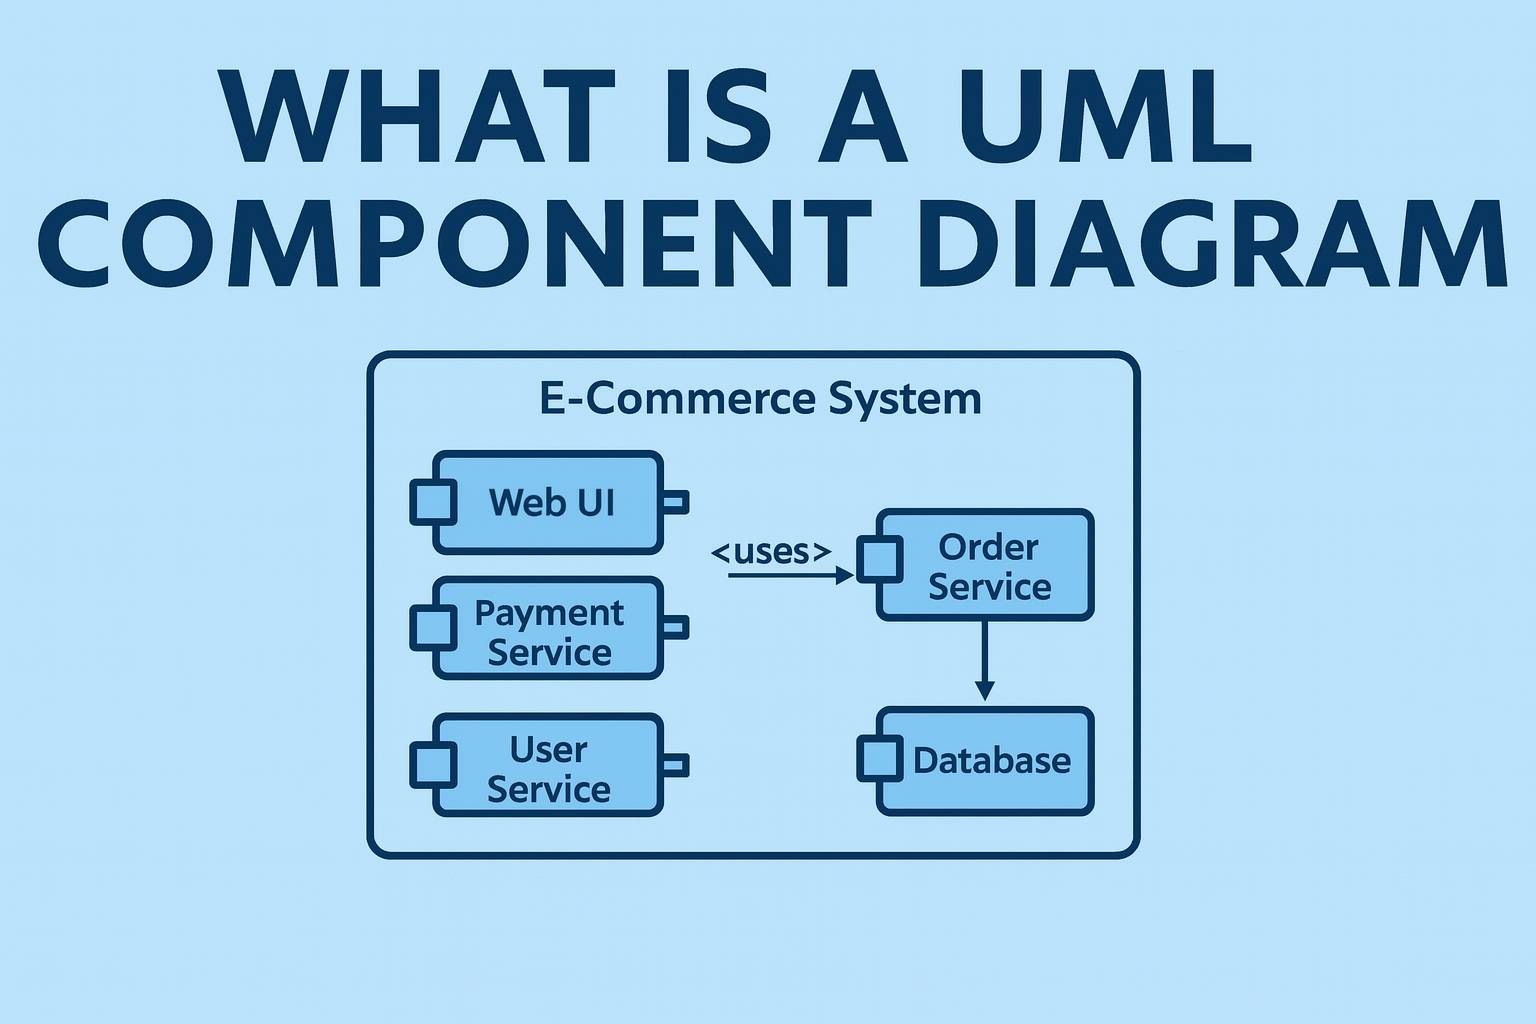 WHAT IS A UML
COMPONENT DIAGRAM
E-Commerce System
Web UI
<uses>
Order
Service
Payment
Service
User
Service
Database